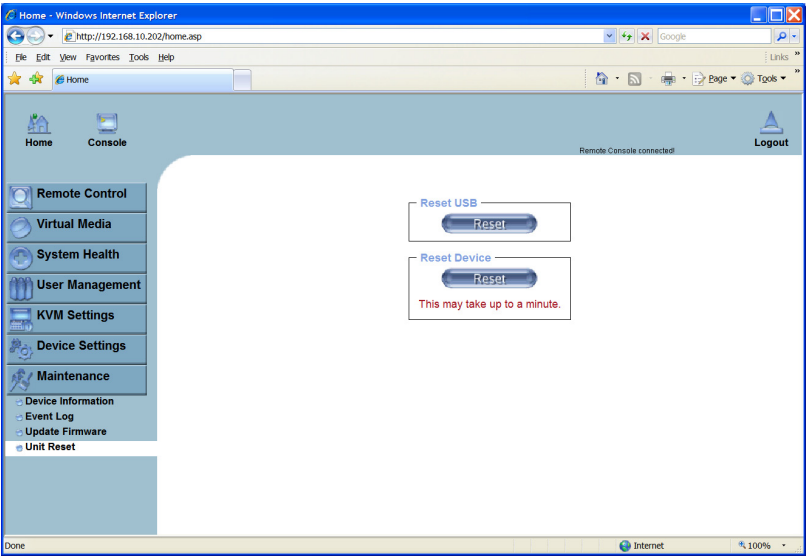 Home - Windows Internet Explorer
http://192.168.10.202/home.asp
Google
File Edit View Favorites Tools Help
Links »
Home
Page Tools »
Home
Console
Remote Console connected!
Logout
Remote Control
Virtual Media
System Health
User Management
KVM Settings
Device Settings
Maintenance
Device Information
Event Log
Update Firmware
Unit Reset
Reset USB
Reset
Reset Device
Reset
This may take up to a minute.
Done
Internet
100%